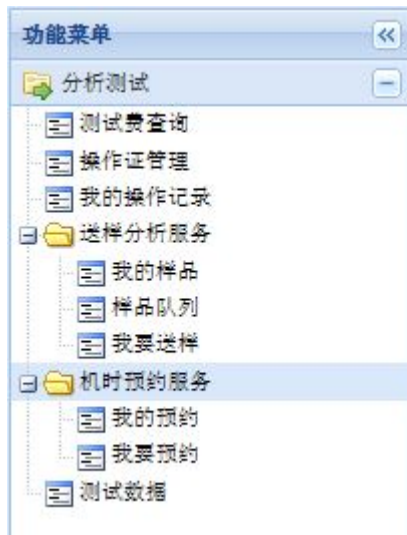 功能菜单
分析测试
测试费查询
操作证管理
我的操作记录
送样分析服务
我的样品
样品队列
我要送样
机时预约服务
我的预约
我要预约
测试数据